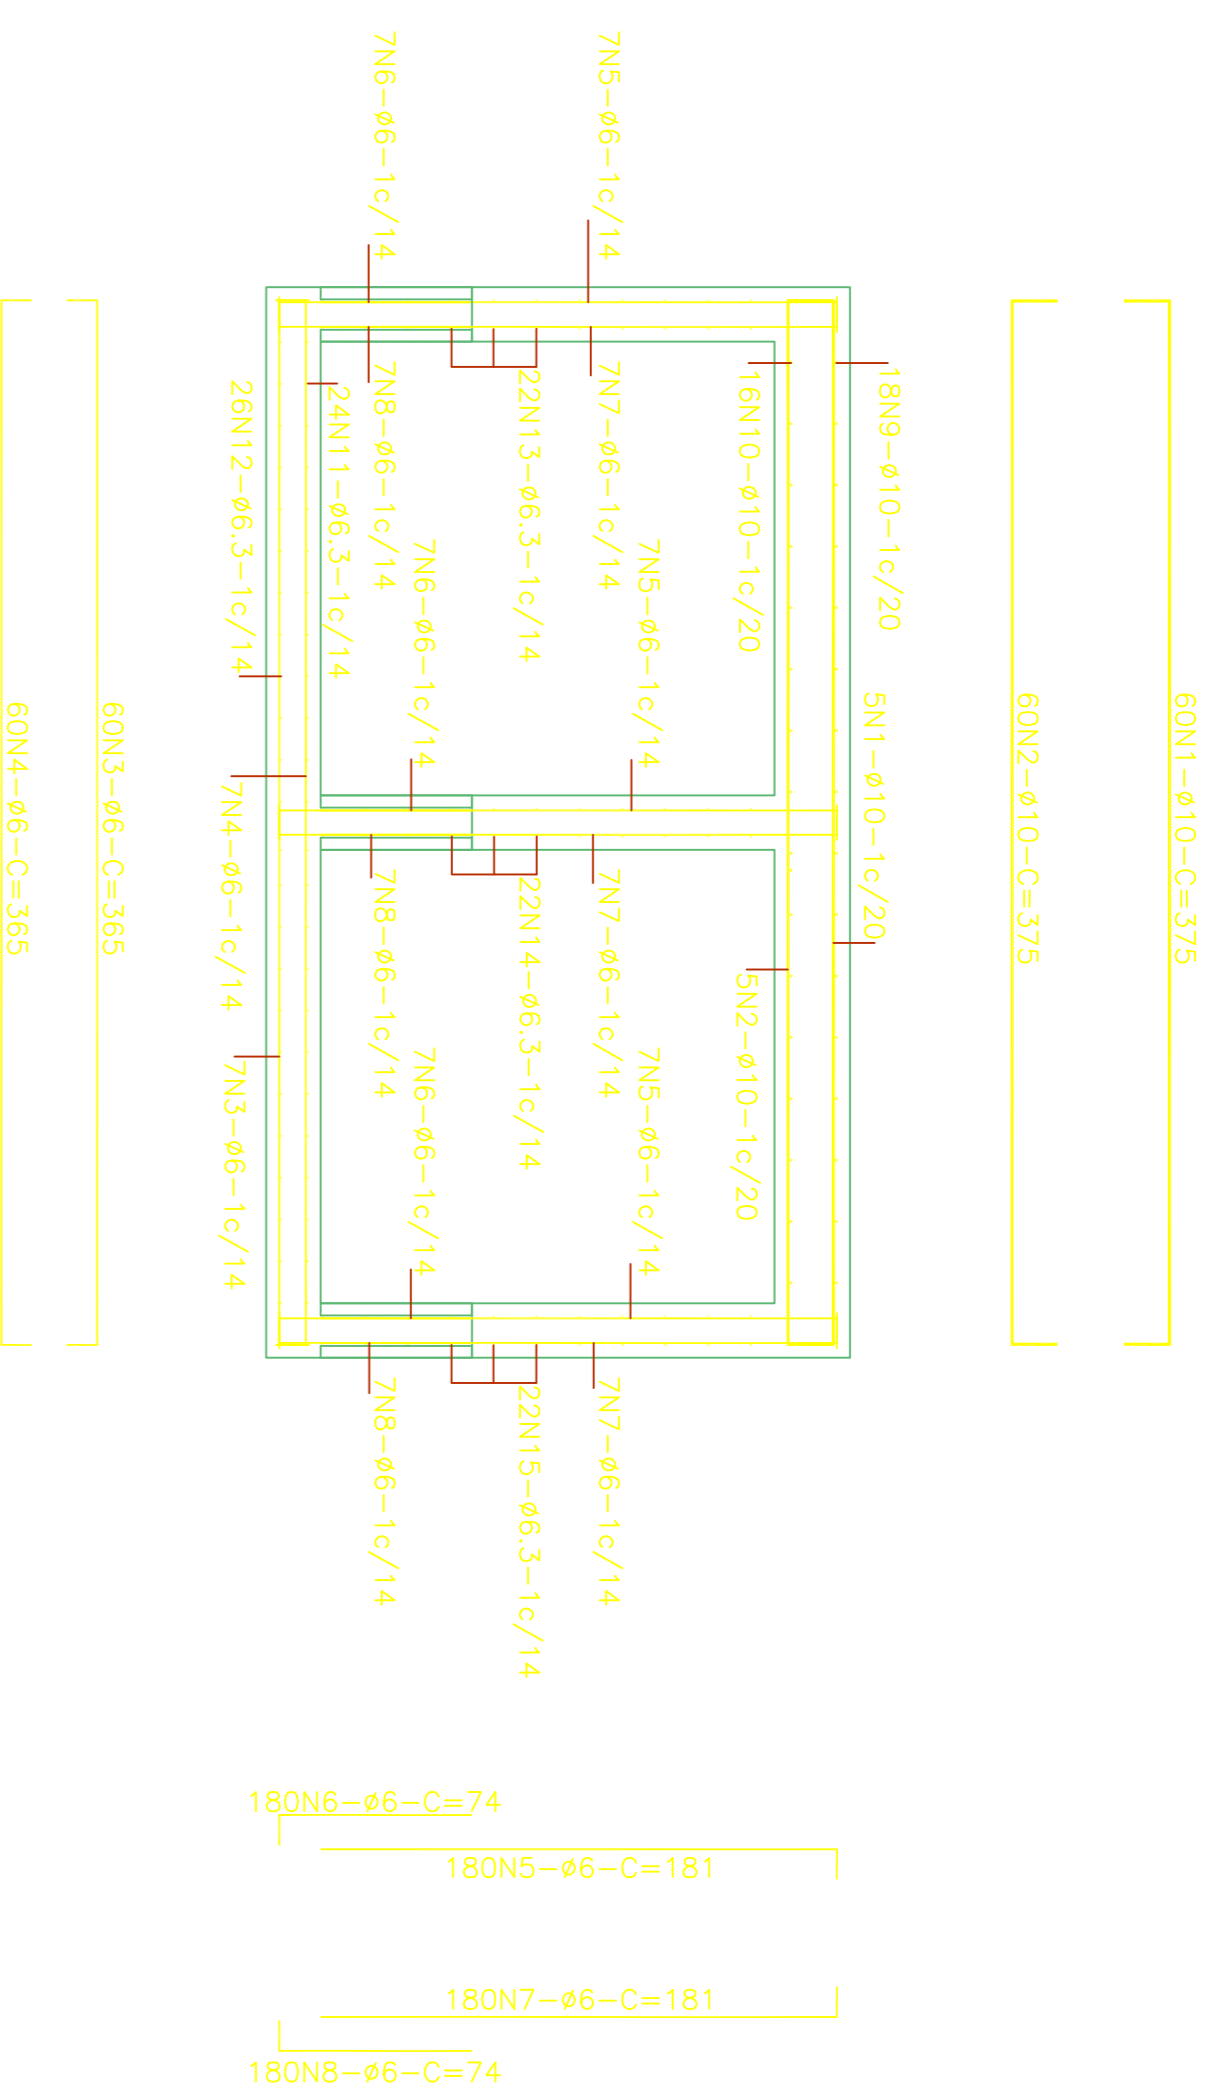 7N6-ø6-1c/14
7N5-ø6-1c/14
26N12-ø6.3-1c/14
24N11-ø6.3-1c/14
7N8-ø6-1c/14
22N13-ø6.3-1c/14
7N7-ø6-1c/14
16N10-ø10-1c/20
18N9-ø10-1c/20
7N6-ø6-1c/14
7N5-ø6-1c/14
60N4-ø6-C=365
60N3-ø6-C=365
5N1-ø10-1c/20
60N2-ø10-C=375
60N1-ø10-C=375
7N4-ø6-1c/14
7N8-ø6-1c/14
22N14-ø6.3-1c/14
7N7-ø6-1c/14
5N2-ø10-1c/20
7N3-ø6-1c/14
7N6-ø6-1c/14
7N5-ø6-1c/14
7N8-ø6-1c/14
22N15-ø6.3-1c/14
7N7-ø6-1c/14
180N6-ø6-C=74
180N5-ø6-C=181
180N7-ø6-C=181
180N8-ø6-C=74